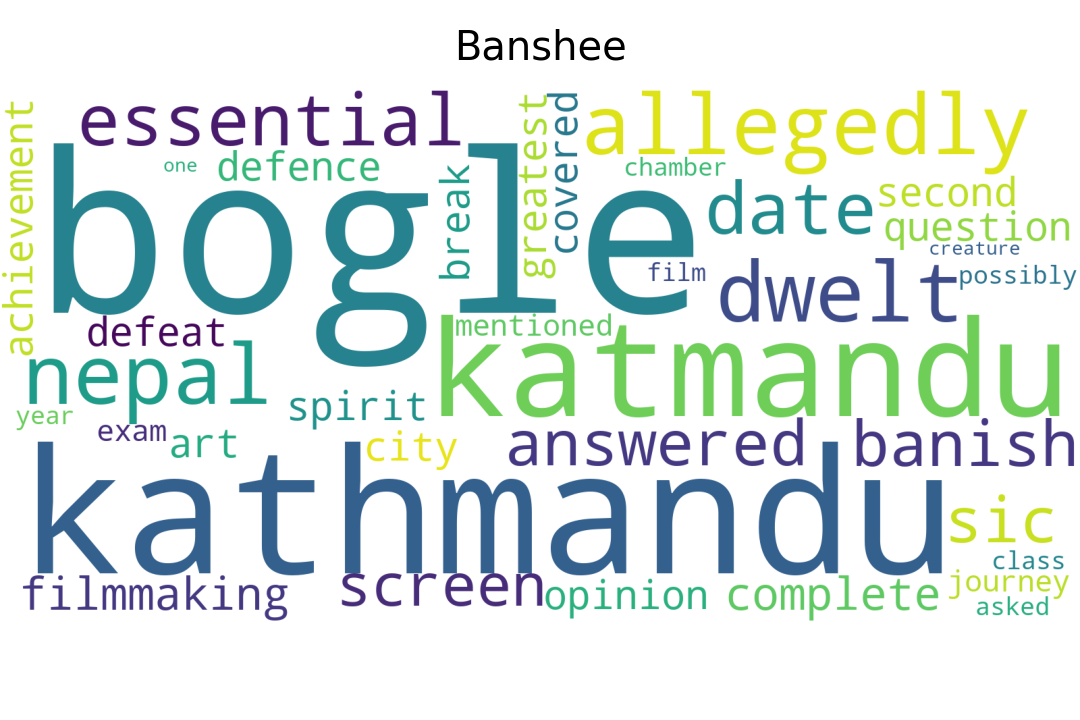 Banshee
essential
allegedly
achievement
greatest
covered
one
defence
break
chamber
bogle
date
second
question
creature
film
possibly
dwelt
defeat
mentioned
nepal
katmandu
spirit
year
exam
art
city
answered
banish
kathmandu
sic
class
filmmaking
screen
opinion
complete
journey
asked